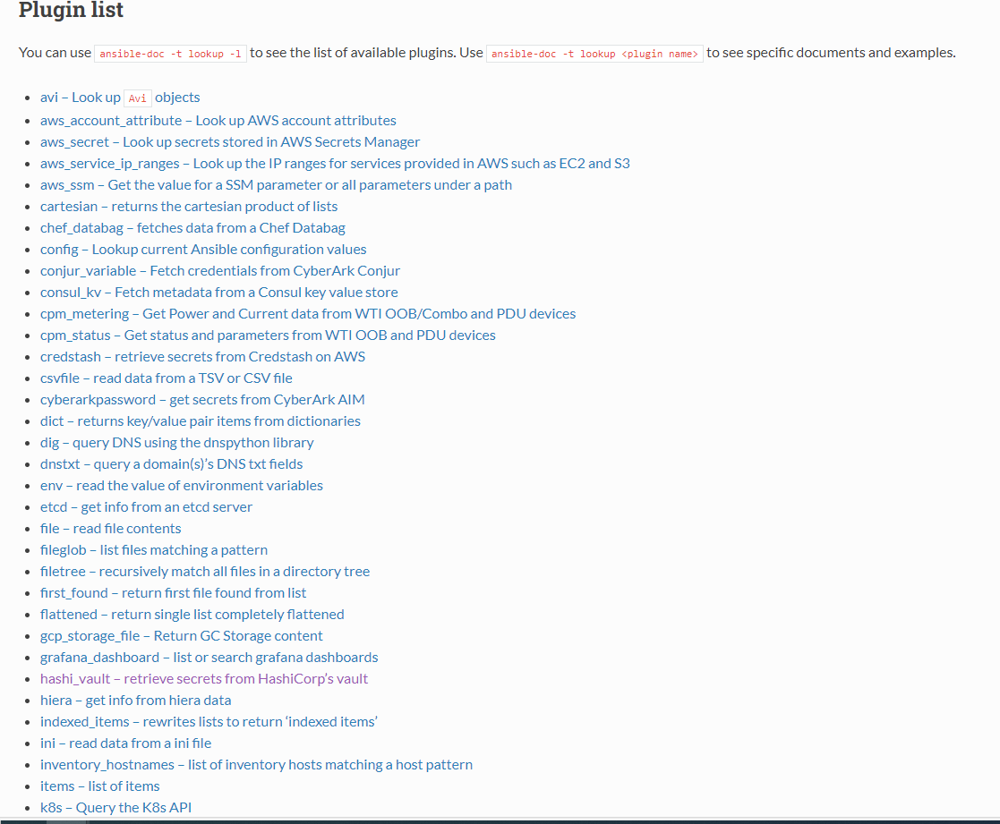 Plugin list
You can use ansible-doc -t lookup -l to see the list of available plugins. Use ansible-doc -t lookup <plugin name> to see specific documents and examples.
avi – Look up Avi objects
aws_account_attribute – Look up AWS account attributes
aws_secret – Look up secrets stored in AWS Secrets Manager
aws_service_ip_ranges – Look up the IP ranges for services provided in AWS such as EC2 and S3
aws_ssm – Get the value for a SSM parameter or all parameters under a path
cartesian – returns the cartesian product of lists
chef_databag – fetches data from a Chef Databag
config – Lookup current Ansible configuration values
conjur_variable – Fetch credentials from CyberArk Conjur
consul_kv – Fetch metadata from a Consul key value store
cpm_metering – Get Power and Current data from WTI OOB/Combo and PDU devices
cpm_status – Get status and parameters from WTI OOB and PDU devices
credstash – retrieve secrets from Credstash on AWS
csvfile – read data from a TSV or CSV file
cyberarkpassword – get secrets from CyberArk AIM
dict – returns key/value pair items from dictionaries
dig – query DNS using the dnspython library
dnstxt – query a domain(s)’s DNS txt fields
env – read the value of environment variables
etcd – get info from an etcd server
file – read file contents
fileglob – list files matching a pattern
filetree – recursively match all files in a directory tree
first_found – return first file found from list
flattened – return single list completely flattened
gcp_storage_file – Return GC Storage content
grafana_dashboard – list or search grafana dashboards
hashi_vault – retrieve secrets from HashiCorp’s vault
hiera – get info from hiera data
indexed_items – rewrites lists to return ‘indexed items’
ini – read data from a ini file
inventory_hostnames – list of inventory hosts matching a host pattern
items – list of items
k8s – Query the K8s API